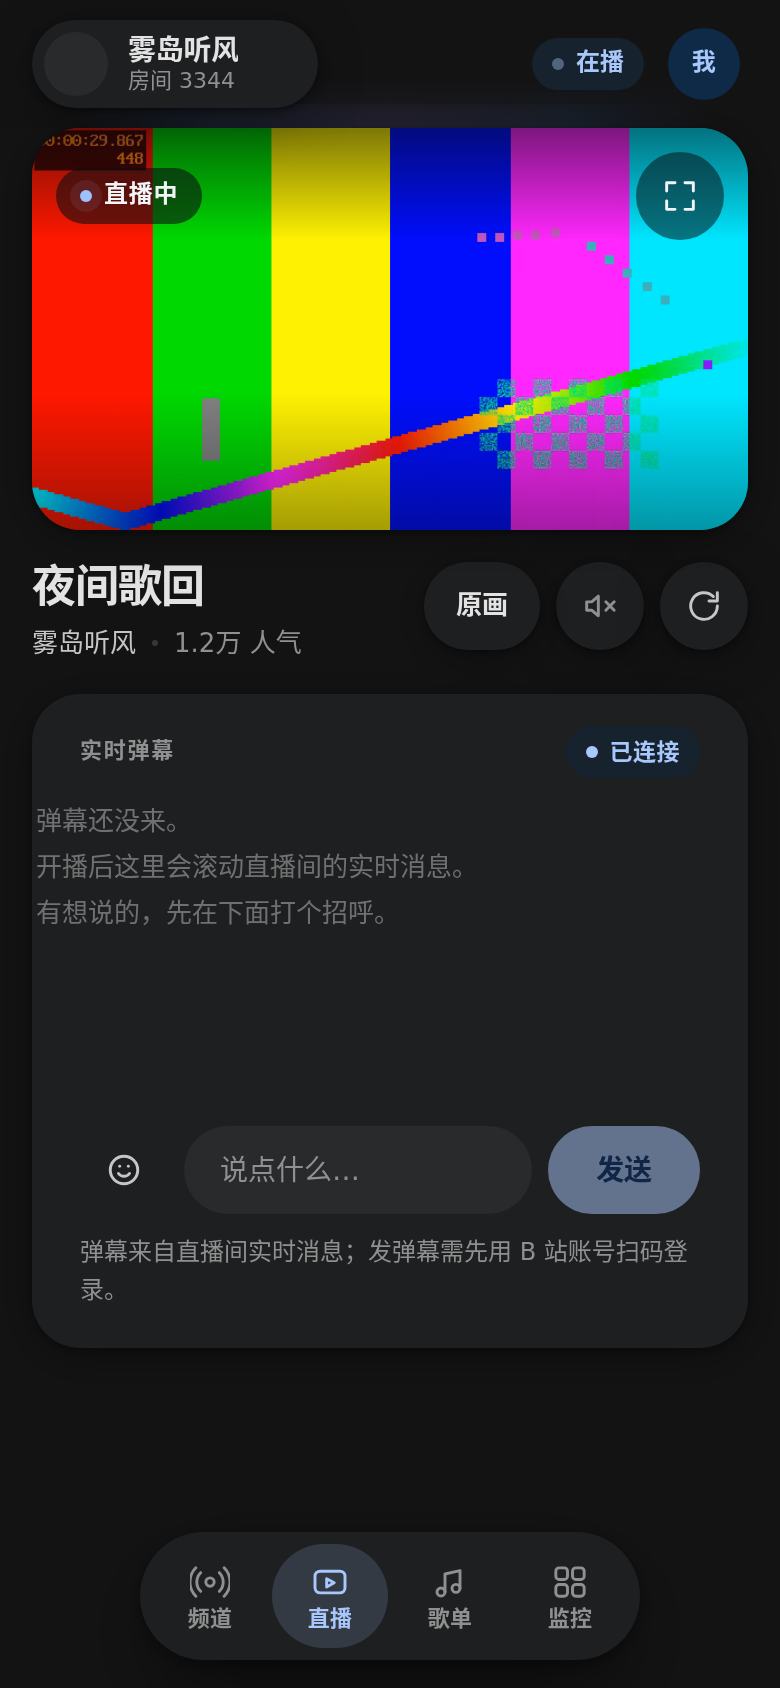 雾岛听风
房间 3344
在播
我
0:00:29.867
448
直播中
夜间歌回
原画
雾岛听风 • 1.2万 人气
实时弹幕
已连接
弹幕还没来。
开播后这里会滚动直播间的实时消息。
有想说的，先在下面打个招呼。
说点什么…
发送
弹幕来自直播间实时消息；发弹幕需先用 B 站账号扫码登
录。
频道
直播
歌单
监控